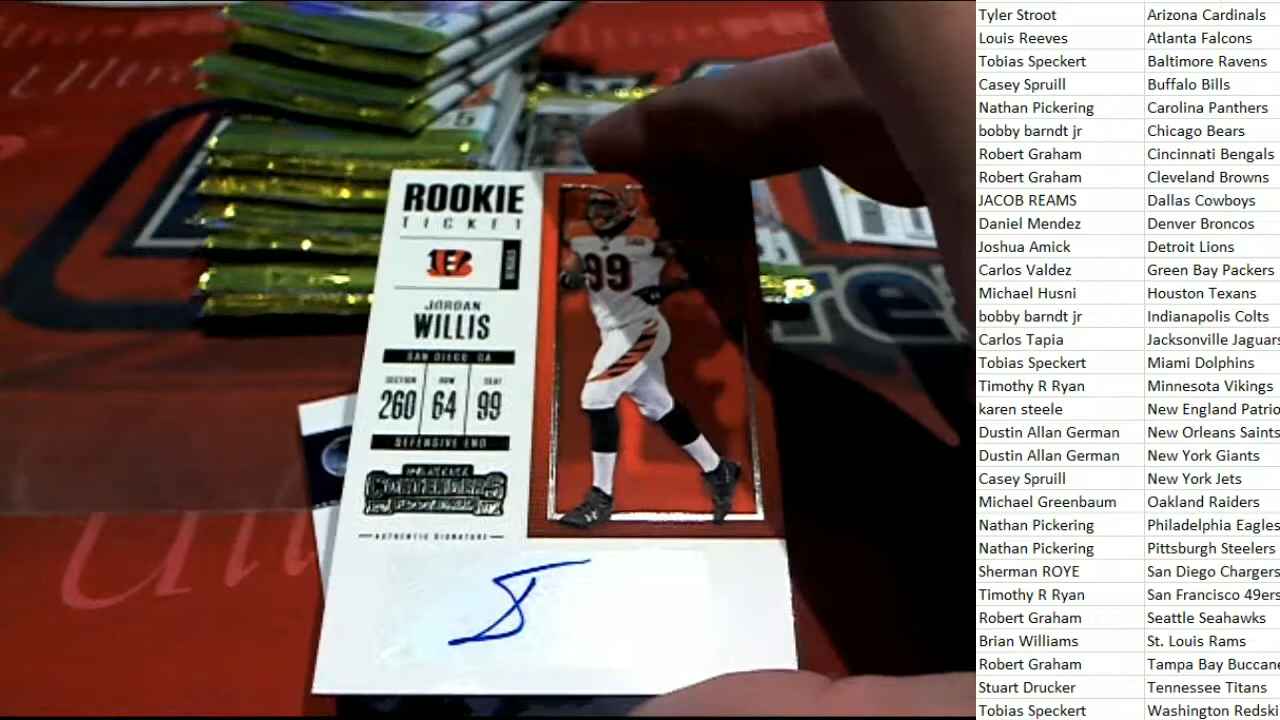 ROOKIE
TICKET
BENGALS
JORDAN
WILLIS
SAN DIEGO CA
SECTION ROW SEAT
260 64 99
DEFENSIVE END
CONTENDERS
AUTHENTIC SIGNATURE
99
Tyler Stroot Arizona Cardinals
Louis Reeves Atlanta Falcons
Tobias Speckert Baltimore Ravens
Casey Spruill Buffalo Bills
Nathan Pickering Carolina Panthers
bobby barndt jr Chicago Bears
Robert Graham Cincinnati Bengals
Robert Graham Cleveland Browns
JACOB REAMS Dallas Cowboys
Daniel Mendez Denver Broncos
Joshua Amick Detroit Lions
Carlos Valdez Green Bay Packers
Michael Husni Houston Texans
bobby barndt jr Indianapolis Colts
Carlos Tapia Jacksonville Jaguars
Tobias Speckert Miami Dolphins
Timothy R Ryan Minnesota Vikings
karen steele New England Patrio
Dustin Allan German New Orleans Saints
Dustin Allan German New York Giants
Casey Spruill New York Jets
Michael Greenbaum Oakland Raiders
Nathan Pickering Philadelphia Eagles
Nathan Pickering Pittsburgh Steelers
Sherman ROYE San Diego Chargers
Timothy R Ryan San Francisco 49ers
Robert Graham Seattle Seahawks
Brian Williams St. Louis Rams
Robert Graham Tampa Bay Buccane
Stuart Drucker Tennessee Titans
Tobias Speckert Washington Redski